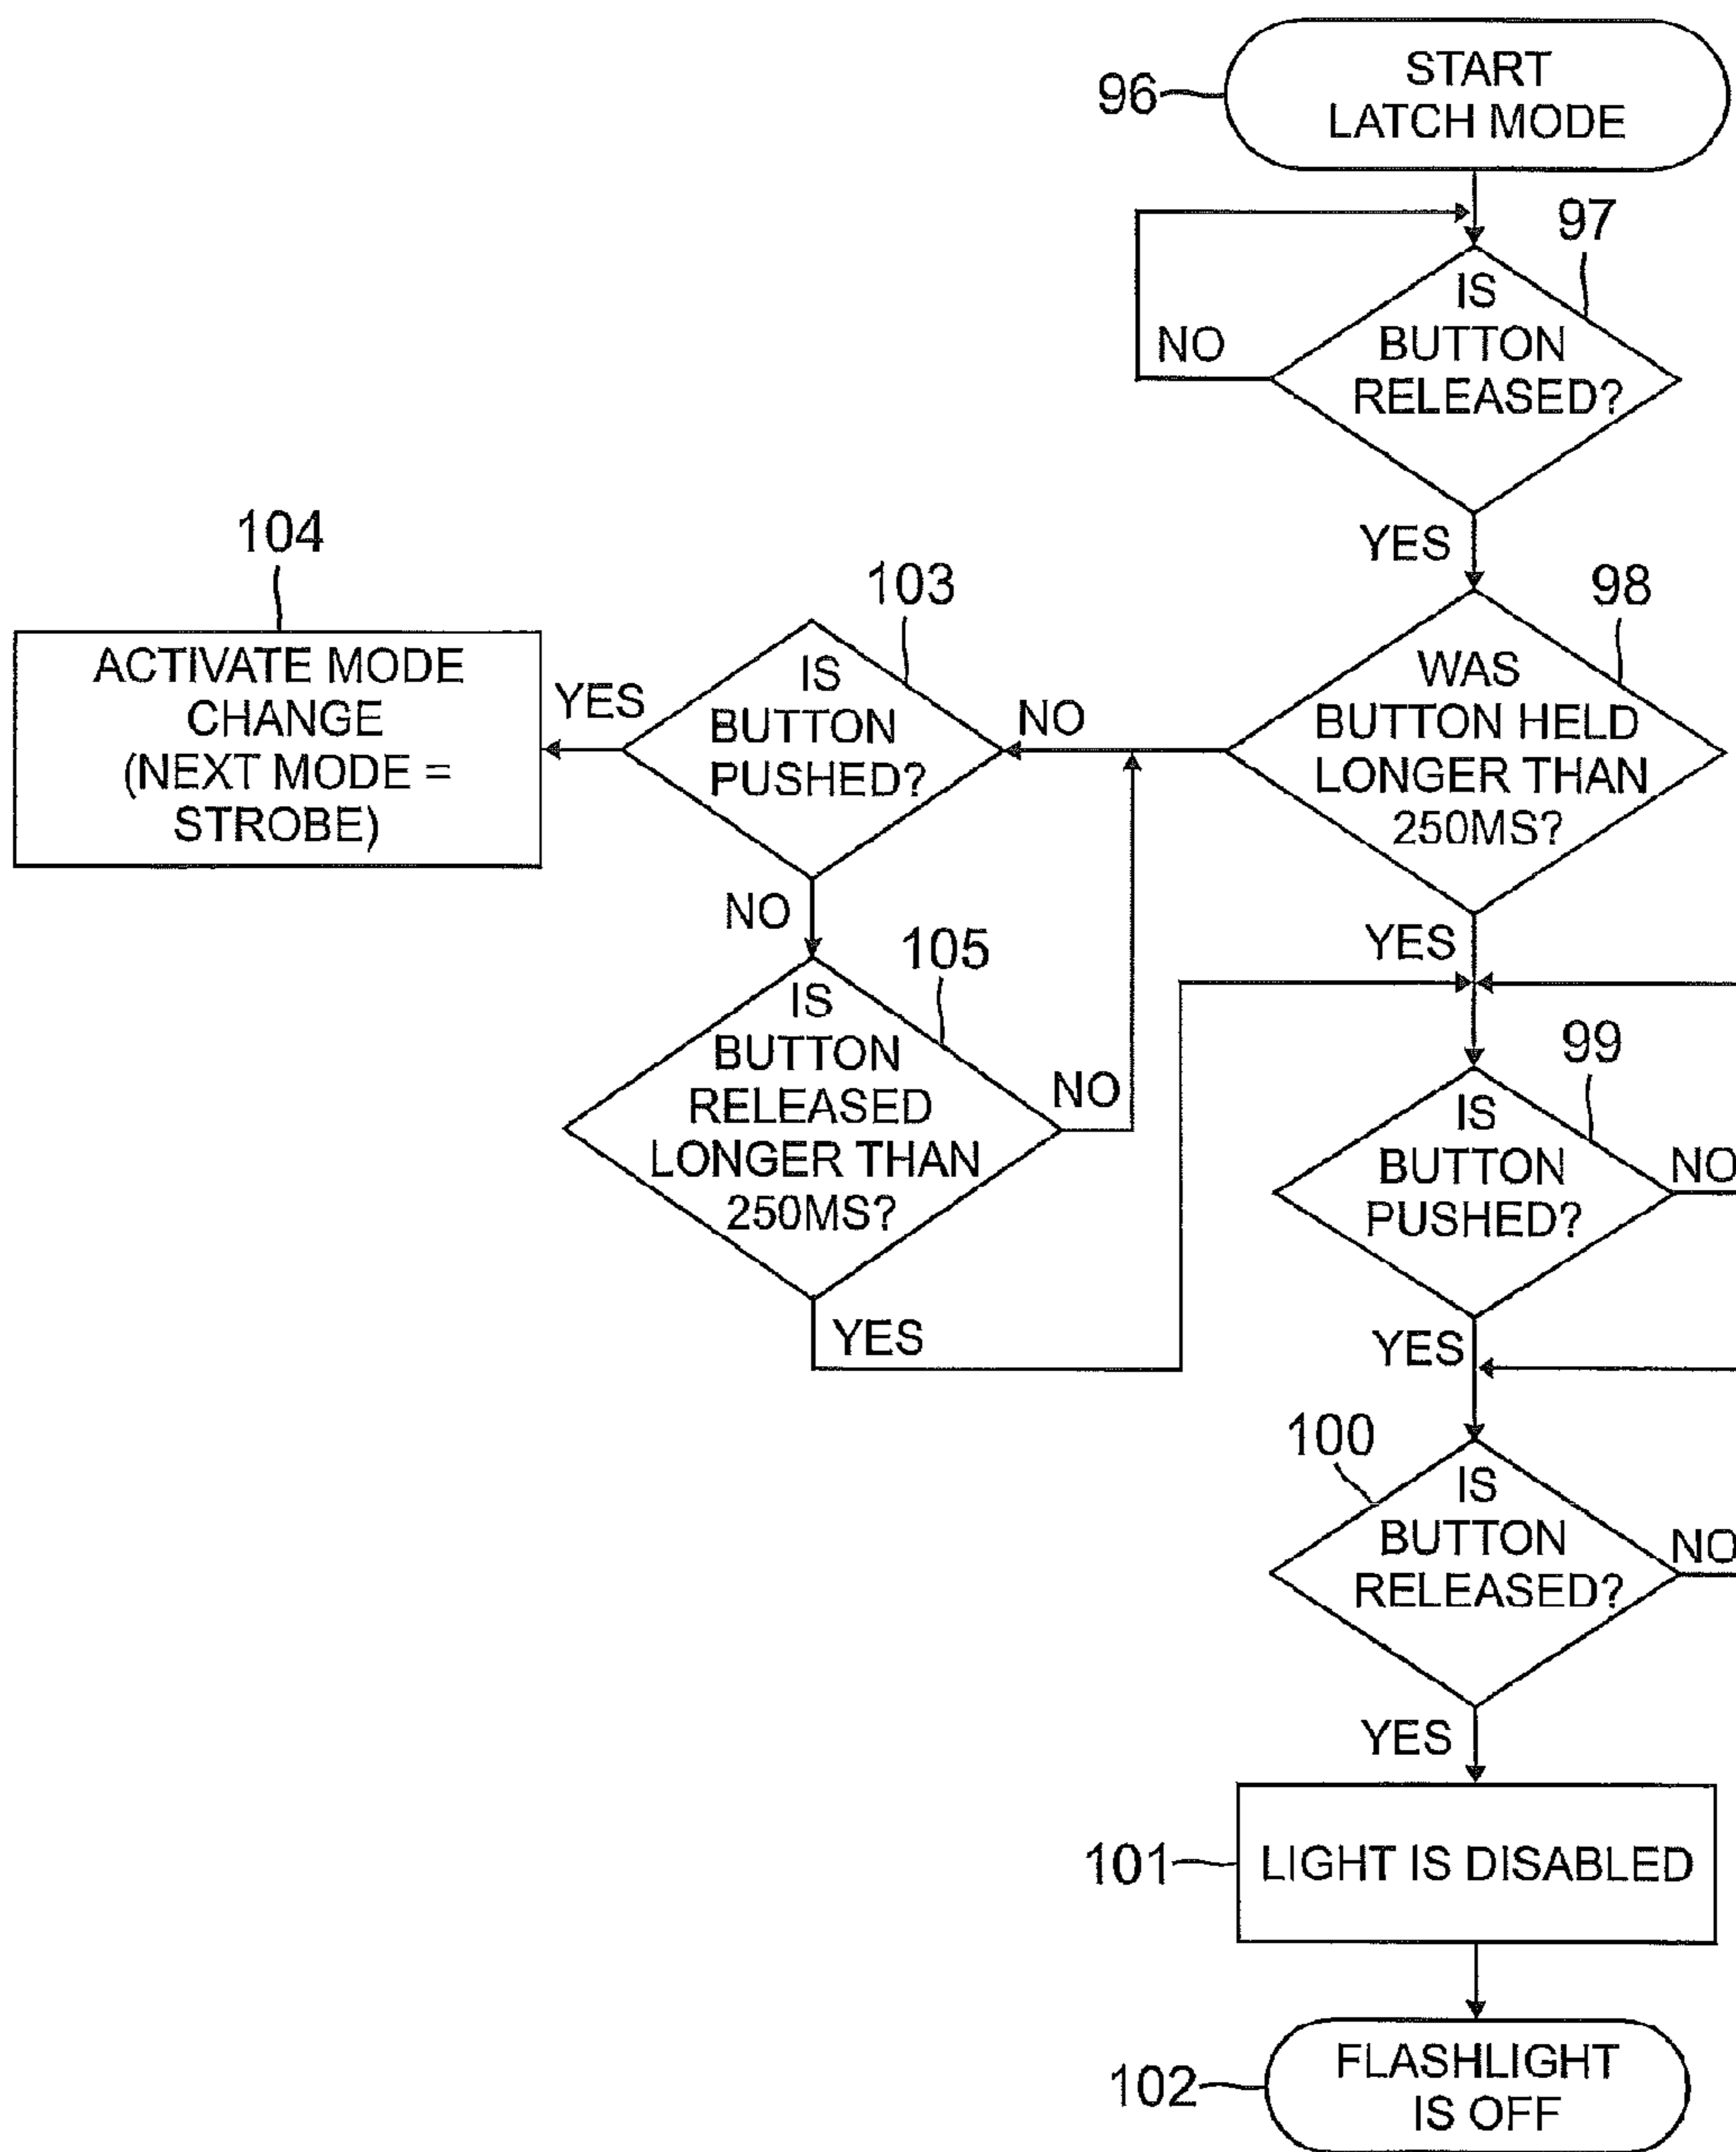 96
START
LATCH MODE
97
IS
BUTTON
RELEASED?
NO
YES
98
WAS
BUTTON HELD
LONGER THAN
250MS?
NO
YES
103
IS
BUTTON
PUSHED?
YES
NO
104
ACTIVATE MODE
CHANGE
(NEXT MODE =
STROBE)
105
IS
BUTTON
RELEASED
LONGER THAN
250MS?
NO
YES
99
IS
BUTTON
PUSHED?
NO
YES
100
IS
BUTTON
RELEASED?
NO
YES
101
LIGHT IS DISABLED
102
FLASHLIGHT
IS OFF